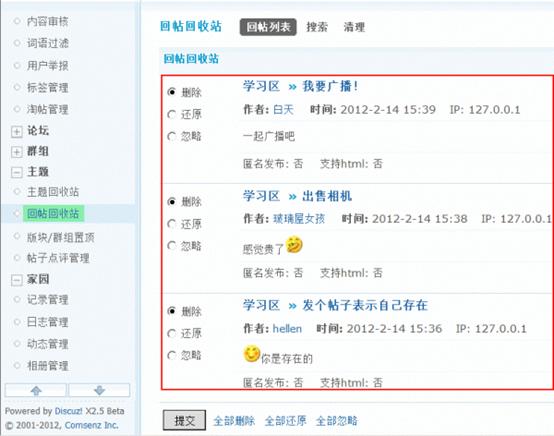 内容审核
词语过滤
用户举报
标签管理
淘帖管理
论坛
群组
主题
主题回收站
回帖回收站
版块/群组置顶
帖子点评管理
家园
记录管理
日志管理
动态管理
相册管理
Powered by Discuz! X2.5 Beta
© 2001-2012, Comsenz Inc.
回帖回收站 回帖列表 搜索 清理
回帖回收站
删除
还原
忽略
学习区 » 我要广播!
作者: 白天 时间: 2012-2-14 15:39 IP: 127.0.0.1
一起广播吧
匿名发布: 否 支持html: 否
删除
还原
忽略
学习区 » 出售相机
作者: 玻璃屋女孩 时间: 2012-2-14 15:38 IP: 127.0.0.1
感觉贵了
匿名发布: 否 支持html: 否
删除
还原
忽略
学习区 » 发个帖子表示自己存在
作者: hellen 时间: 2012-2-14 15:36 IP: 127.0.0.1
你是存在的
匿名发布: 否 支持html: 否
提交 全部删除 全部还原 全部忽略